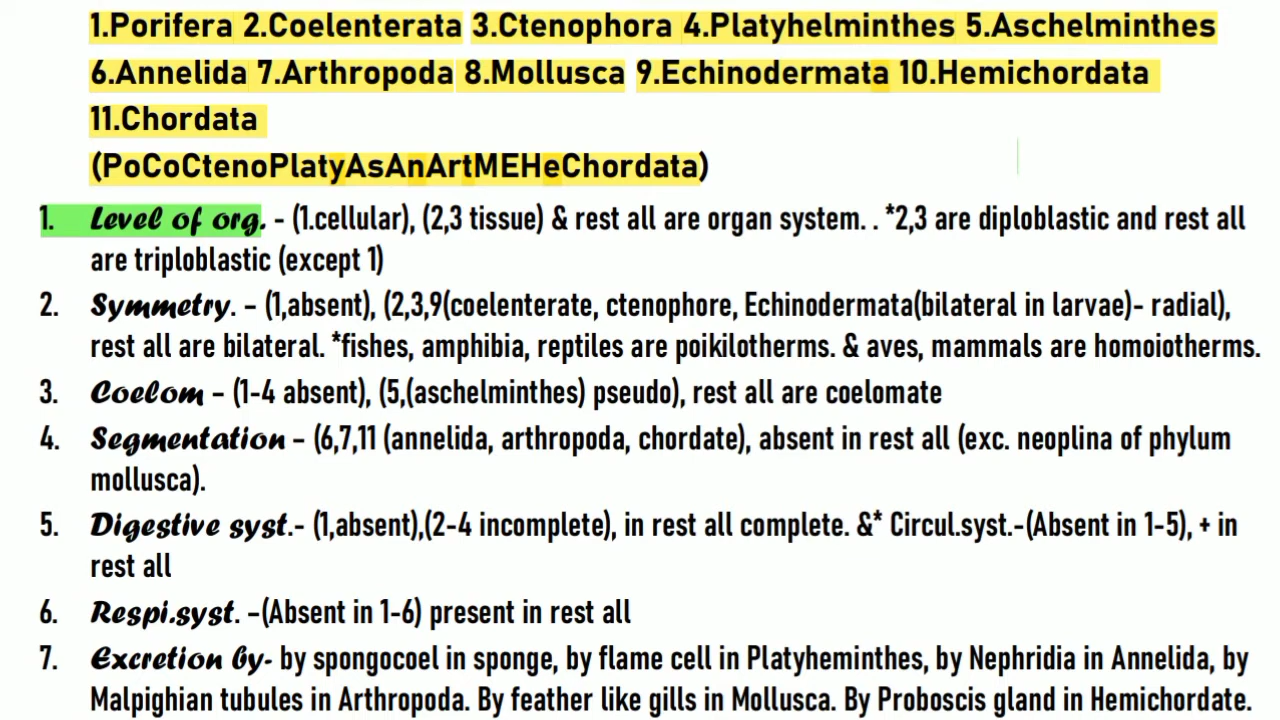 1.Porifera 2.Coelenterata 3.Ctenophora 4.Platyhelminthes 5.Aschelminthes
6.Annelida 7.Arthropoda 8.Mollusca 9.Echinodermata 10.Hemichordata
11.Chordata
(PoCoCtenoPlatyAsAnArtMEHeChordata)
1. Level of org. - (1.cellular), (2,3 tissue) & rest all are organ system. . *2,3 are diploblastic and rest all
are triploblastic (except 1)
2. Symmetry. - (1,absent), (2,3,9(coelenterate, ctenophore, Echinodermata(bilateral in larvae)- radial),
rest all are bilateral. *fishes, amphibia, reptiles are poikilotherms. & aves, mammals are homoiotherms.
3. Coelom - (1-4 absent), (5,(aschelminthes) pseudo), rest all are coelomate
4. Segmentation - (6,7,11 (annelida, arthropoda, chordate), absent in rest all (exc. neoplina of phylum
mollusca).
5. Digestive syst.- (1,absent),(2-4 incomplete), in rest all complete. &* Circul.syst.-(Absent in 1-5), + in
rest all
6. Respi.syst. -(Absent in 1-6) present in rest all
7. Excretion by- by spongocoel in sponge, by flame cell in Platyheminthes, by Nephridia in Annelida, by
Malpighian tubules in Arthropoda. By feather like gills in Mollusca. By Proboscis gland in Hemichordate.